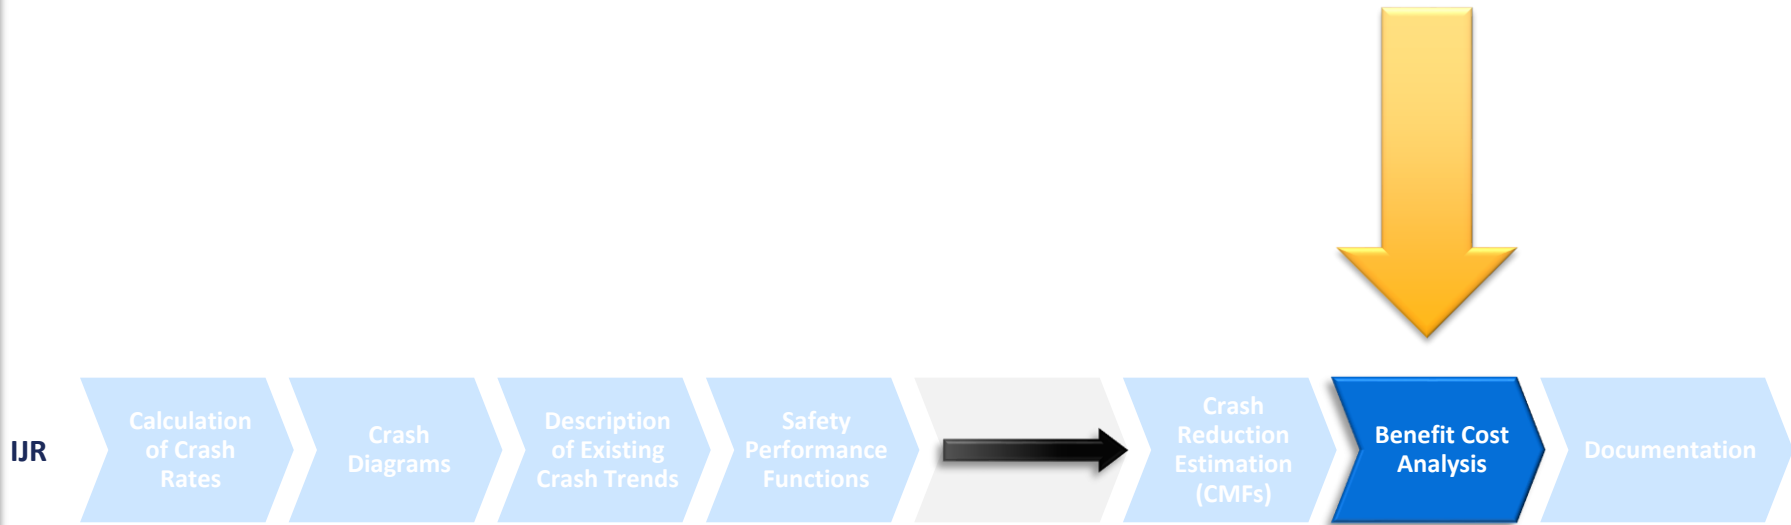 IJR
Calculation
of Crash
Rates
Crash
Diagrams
Description
of Existing
Crash Trends
Safety
Performance
Functions
Crash
Reduction
Estimation
(CMFs)
Benefit Cost
Analysis
Documentation